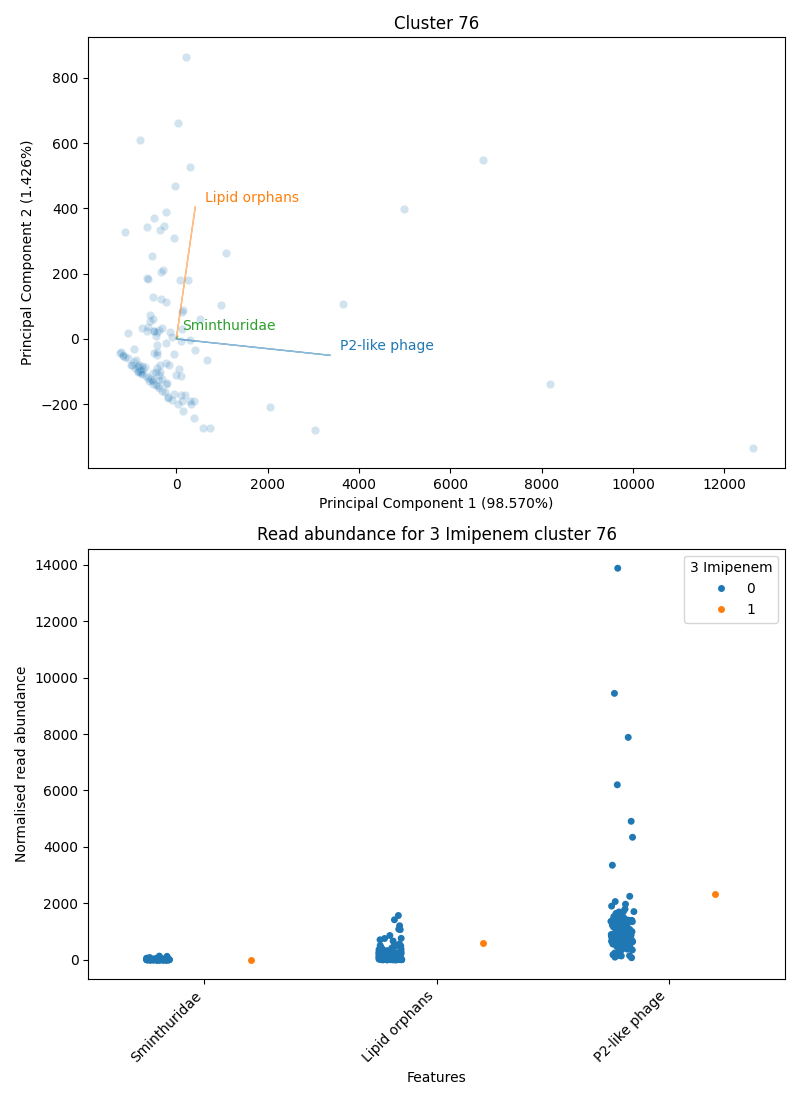 Cluster 76
800
600
400
200
0
−200
Principal Component 2 (1.426%)
Lipid orphans
Sminthuridae
P2-like phage
0 2000 4000 6000 8000 10000 12000
Principal Component 1 (98.570%)
Read abundance for 3 Imipenem cluster 76
14000
12000
10000
8000
6000
4000
2000
0
Normalised read abundance
3 Imipenem
0
1
Sminthuridae Lipid orphans P2-like phage
Features